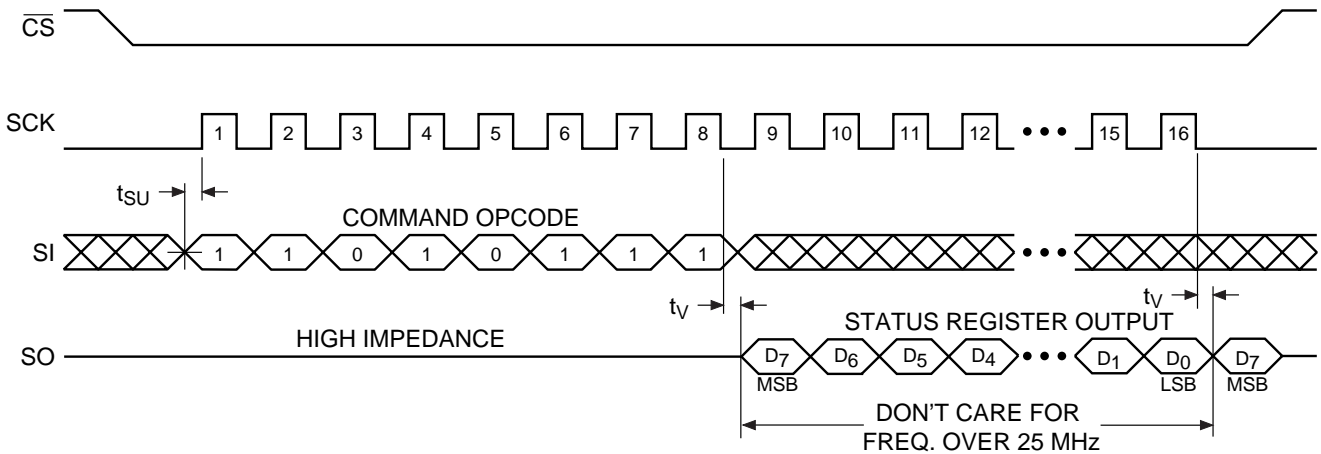 CS
SCK
1 2 3 4 5 6 7 8 9 10 11 12 ••• 15 16
tSU
COMMAND OPCODE
SI
1 1 0 1 0 1 1 1 •••
tV
tV
HIGH IMPEDANCE
STATUS REGISTER OUTPUT
SO
D7 D6 D5 D4 ••• D1 D0 D7
MSB LSB MSB
DON'T CARE FOR
FREQ. OVER 25 MHz